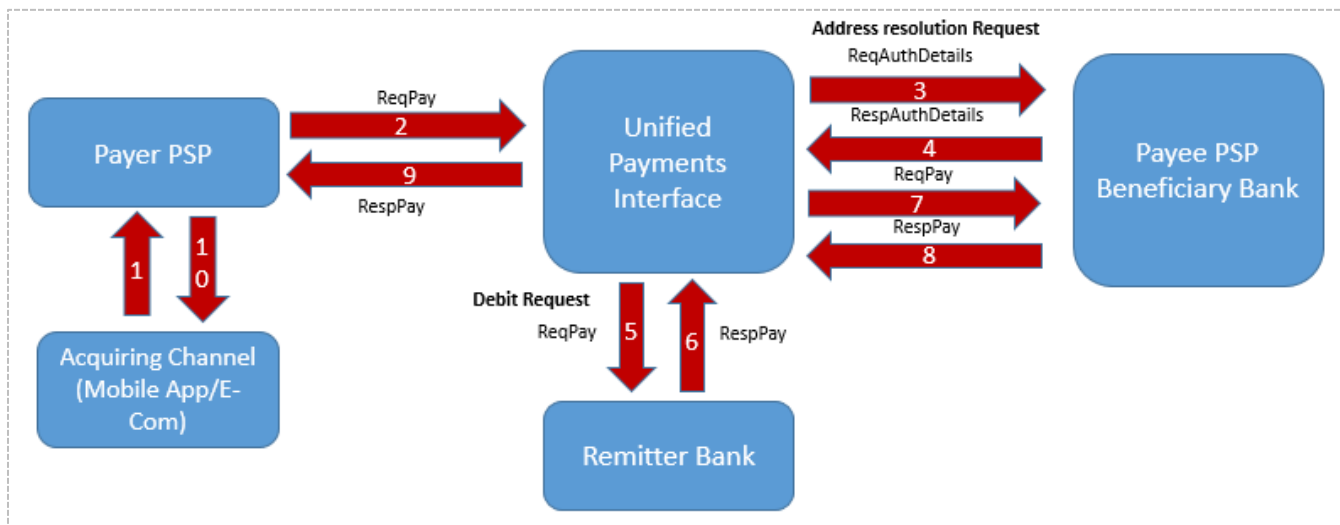 Address resolution Request
ReqAuthDetails
3
RespAuthDetails
4
ReqPay
7
RespPay
8
Payer PSP
ReqPay
2
9
RespPay
Unified
Payments
Interface
Payee PSP
Beneficiary Bank
1
1
0
Acquiring Channel
(Mobile App/E-
Com)
Debit Request
ReqPay
5
6
RespPay
Remitter Bank